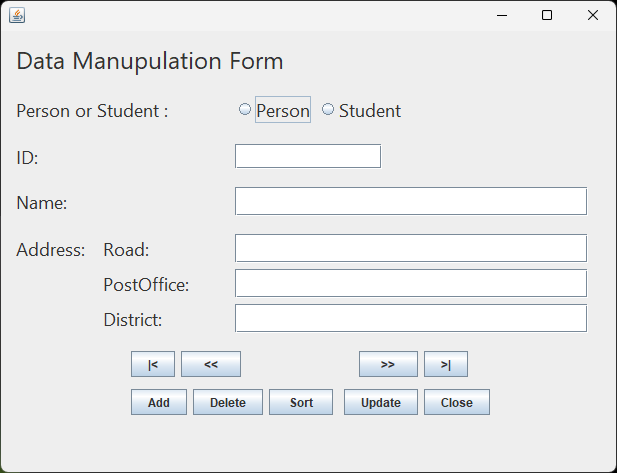 Data Manupulation Form
Person or Student : Person Student
ID:
Name:
Address: Road:
PostOffice:
District:
|< << >> >|
Add Delete Sort Update Close